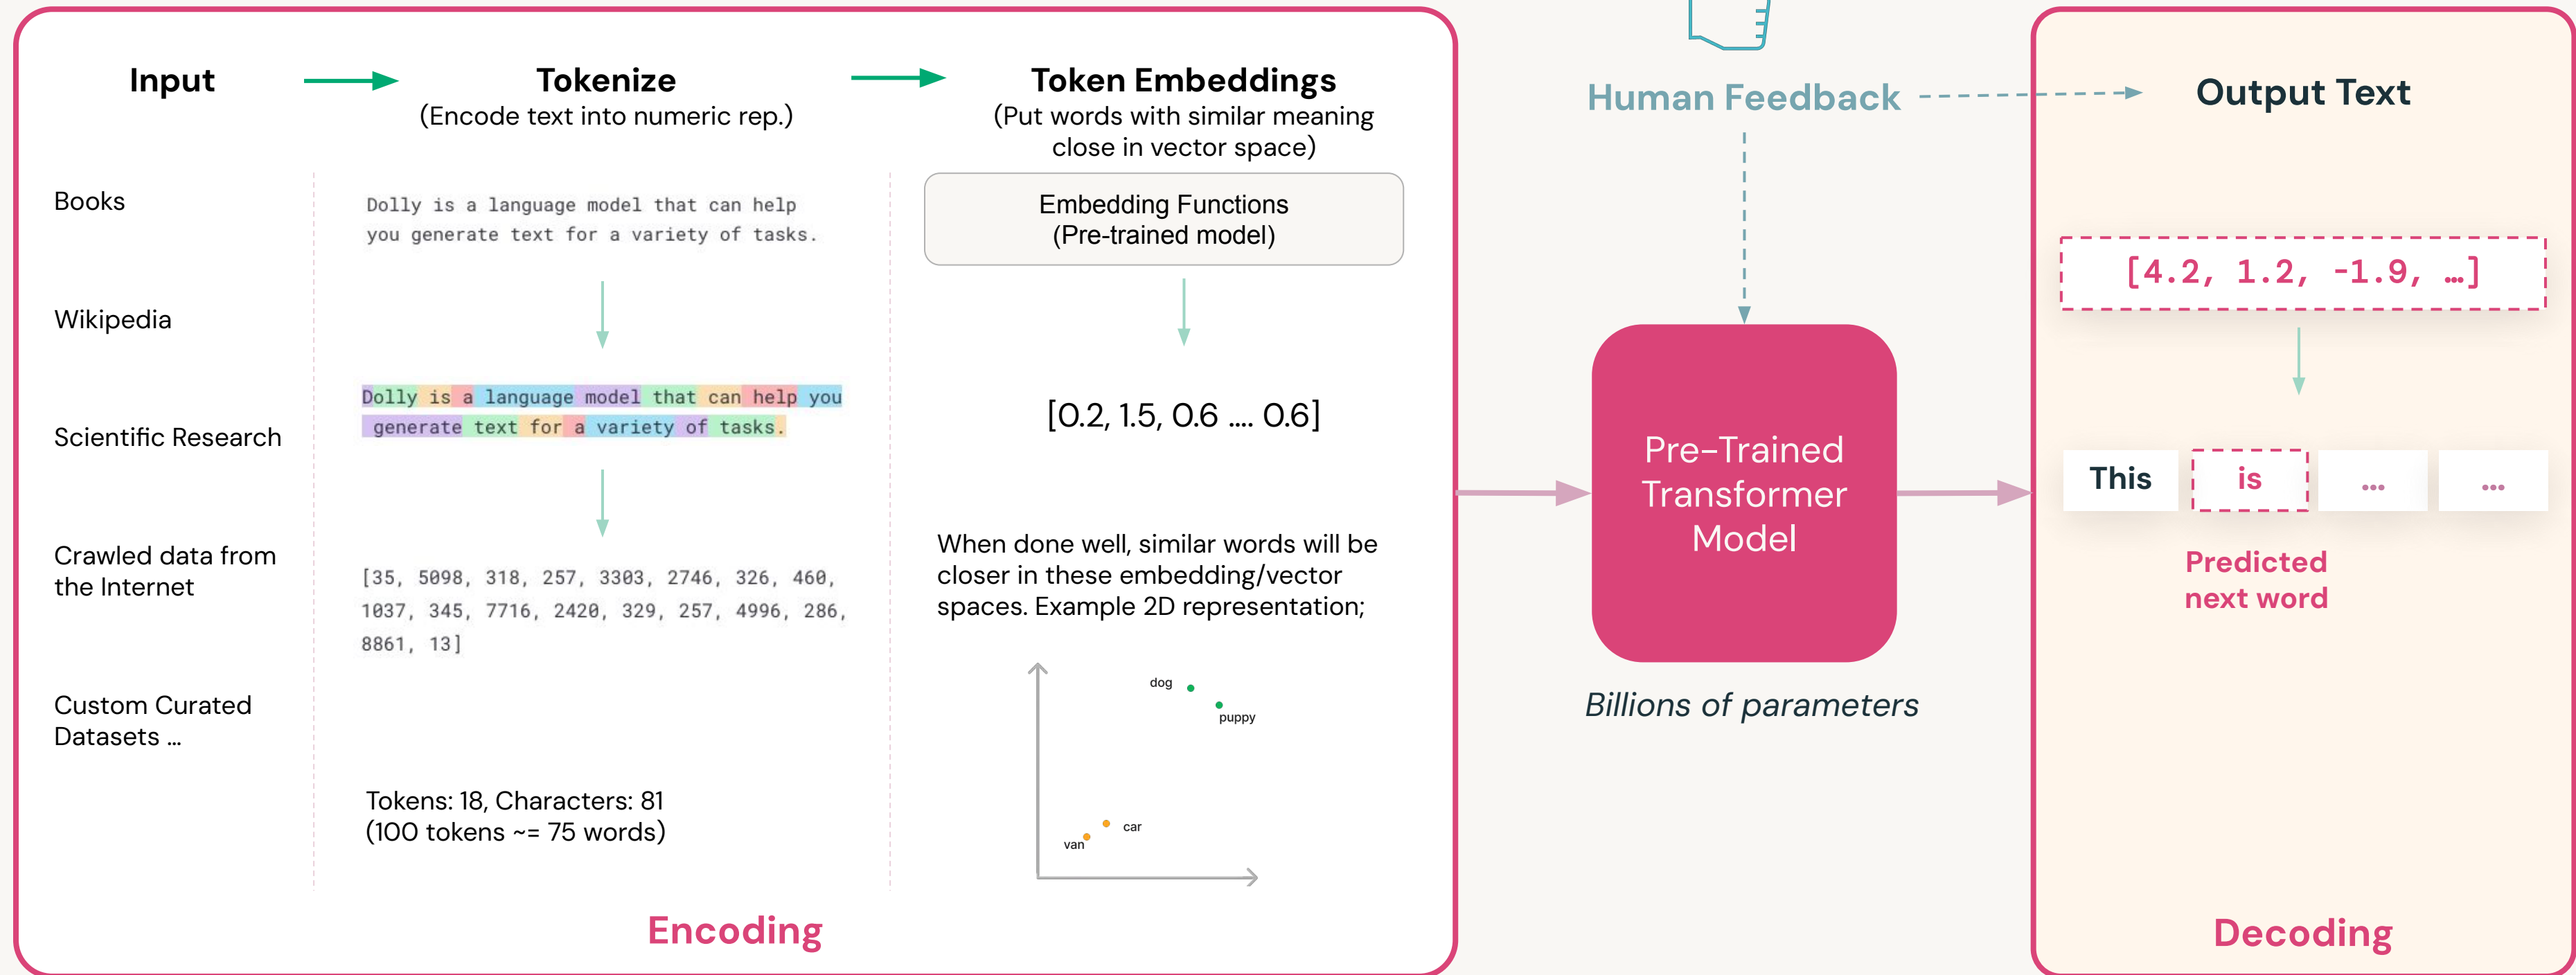 Input
Tokenize
(Encode text into numeric rep.)
Token Embeddings
(Put words with similar meaning
close in vector space)
Books
Wikipedia
Scientific Research
Crawled data from
the Internet
Custom Curated
Datasets …
Dolly is a language model that can help
you generate text for a variety of tasks.
Dolly is a language model that can help you
generate text for a variety of tasks.
[35, 5098, 318, 257, 3303, 2746, 326, 460,
1037, 345, 7716, 2420, 329, 257, 4996, 286,
8861, 13]
Tokens: 18, Characters: 81
(100 tokens ~= 75 words)
Embedding Functions
(Pre-trained model)
[0.2, 1.5, 0.6 .... 0.6]
When done well, similar words will be
closer in these embedding/vector
spaces. Example 2D representation;
dog
puppy
car
van
Encoding
Human Feedback
Pre-Trained
Transformer
Model
Billions of parameters
Output Text
[4.2, 1.2, -1.9, …]
This is … …
Predicted
next word
Decoding